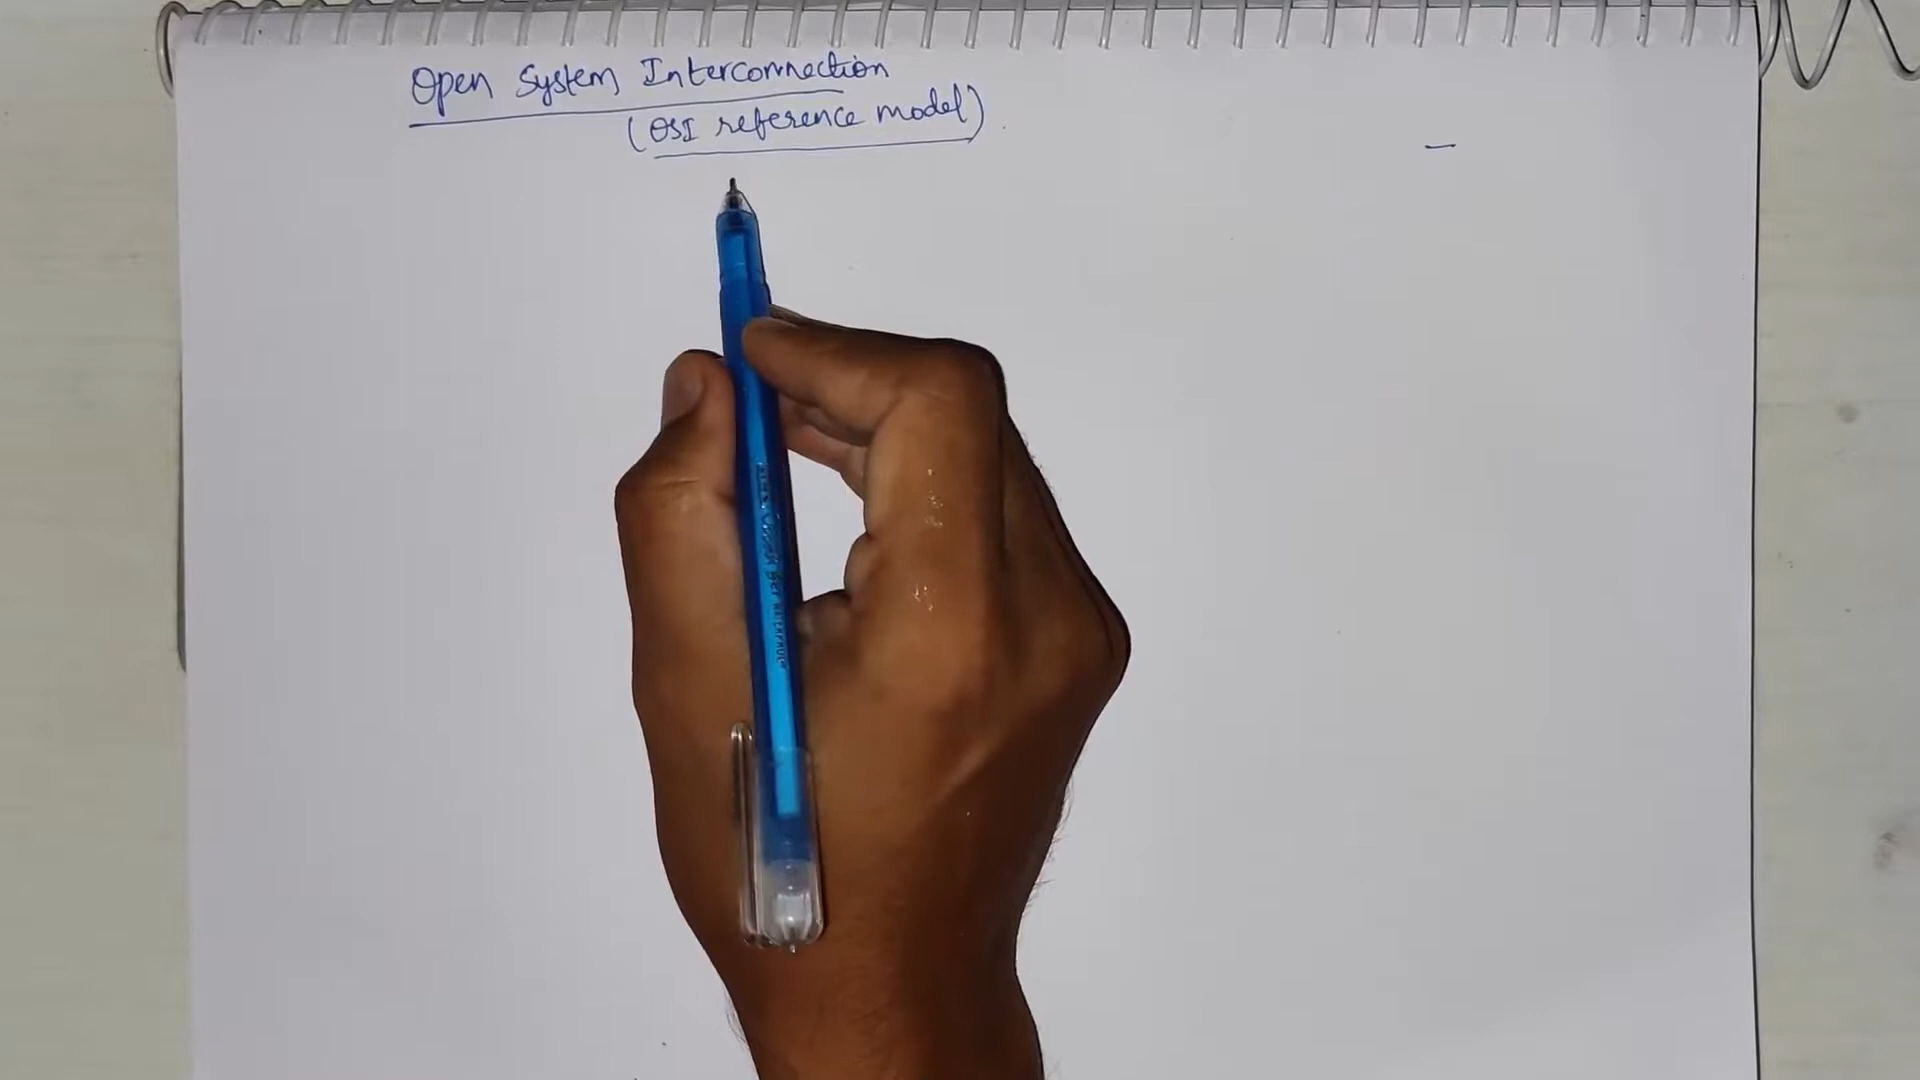 Open System Interconnection
(OSI reference model)